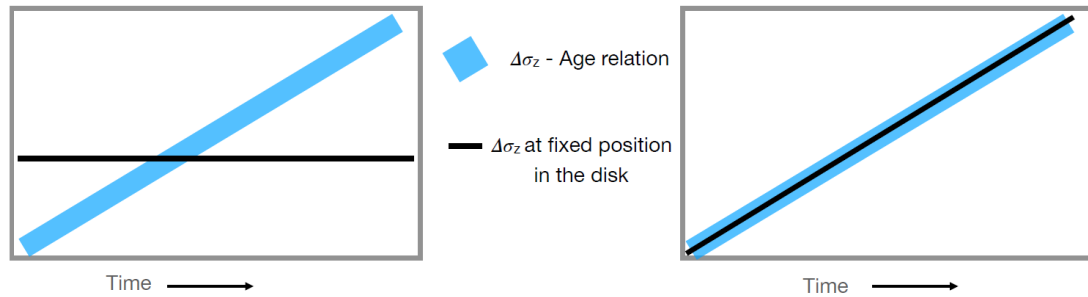 Δσz - Age relation
Δσz at fixed position
in the disk
Time
Time